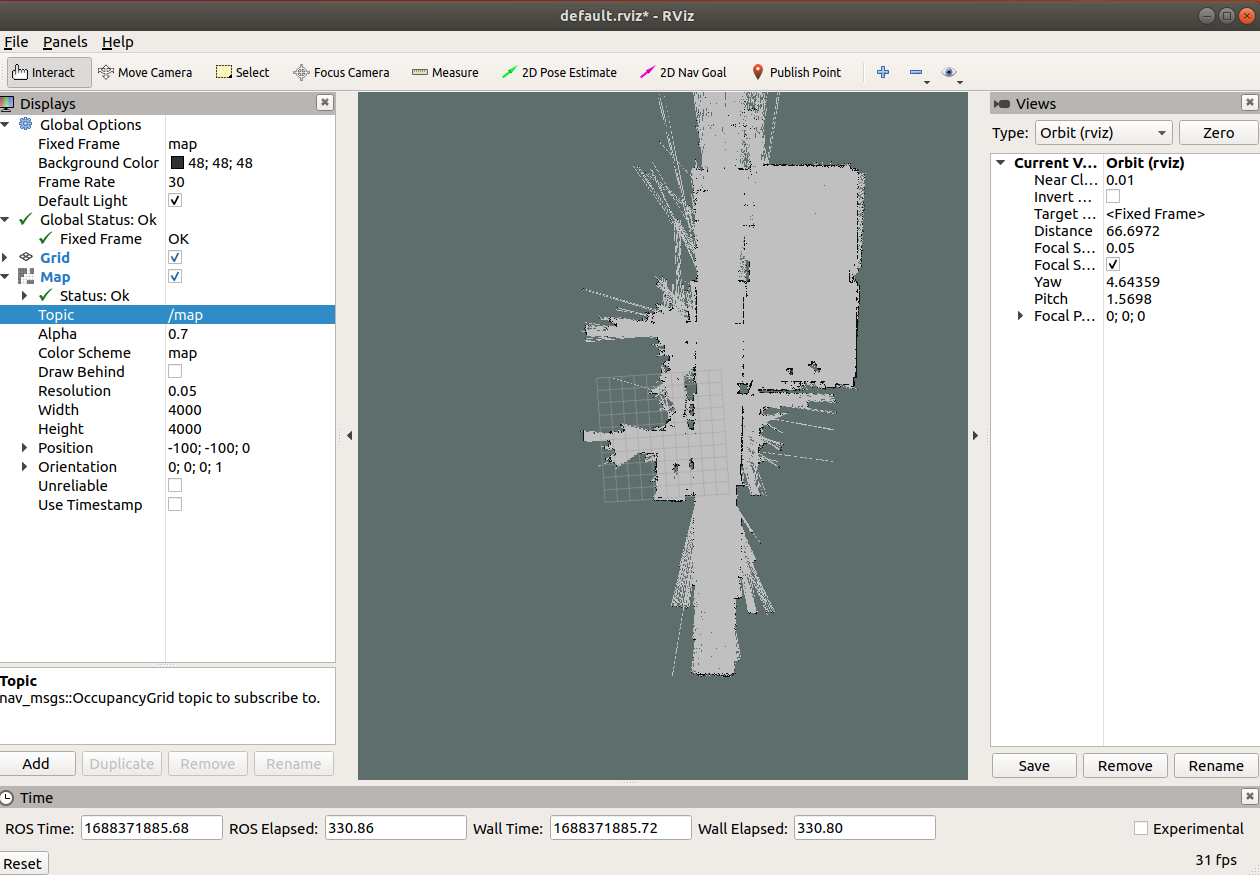 default.rviz* - RViz
File Panels Help
Interact Move Camera Select Focus Camera Measure 2D Pose Estimate 2D Nav Goal Publish Point
Displays
Global Options
Fixed Frame map
Background Color 48; 48; 48
Frame Rate 30
Default Light
Global Status: Ok
Fixed Frame OK
Grid
Map
Status: Ok
Topic /map
Alpha 0.7
Color Scheme map
Draw Behind
Resolution 0.05
Width 4000
Height 4000
Position -100; -100; 0
Orientation 0; 0; 0; 1
Unreliable
Use Timestamp
Topic
nav_msgs::OccupancyGrid topic to subscribe to.
Add Duplicate Remove Rename
Views
Type: Orbit (rviz) Zero
Current V... Orbit (rviz)
Near Cl... 0.01
Invert ...
Target ... <Fixed Frame>
Distance 66.6972
Focal S... 0.05
Focal S...
Yaw 4.64359
Pitch 1.5698
Focal P... 0; 0; 0
Save Remove Rename
Time
ROS Time: 1688371885.68 ROS Elapsed: 330.86 Wall Time: 1688371885.72 Wall Elapsed: 330.80 Experimental
Reset 31 fps